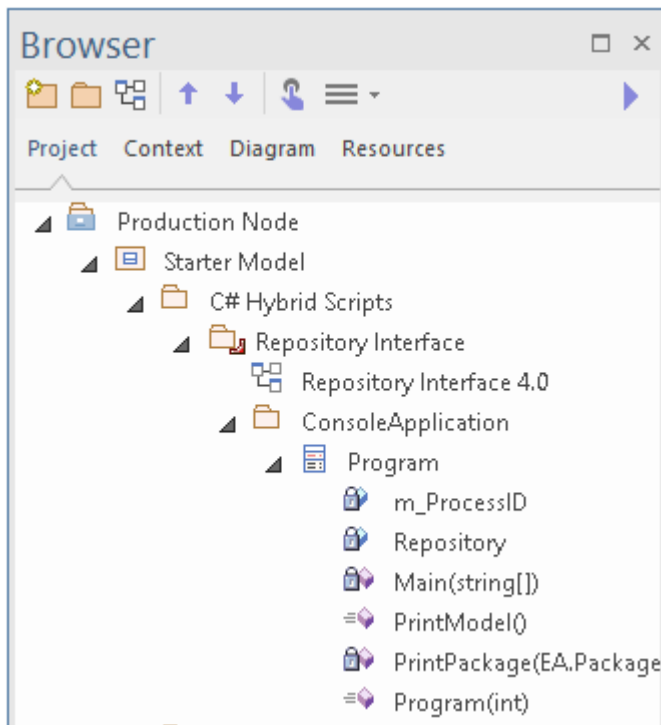 Browser
Project Context Diagram Resources
Production Node
Starter Model
C# Hybrid Scripts
Repository Interface
Repository Interface 4.0
ConsoleApplication
Program
m_ProcessID
Repository
Main(string[])
PrintModel()
PrintPackage(EA.Package
Program(int)